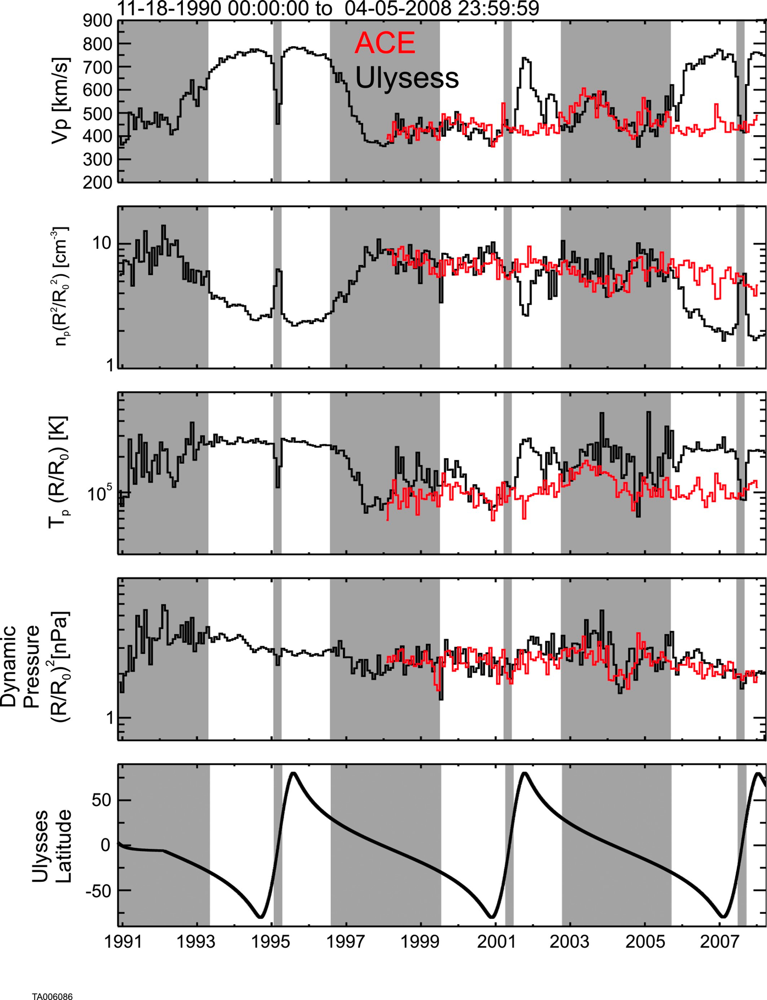 11-18-1990 00:00:00 to 04-05-2008 23:59:59
900
800
700
600
500
400
300
200
Vp [km/s]
ACE
Ulysess
10
1
nₚ(R²/R₀²) [cm⁻³]
10⁵
Tₚ (R/R₀) [K]
1
Dynamic
Pressure
(R/R₀)²[nPa]
50
0
-50
Ulysses
Latitude
1991 1993 1995 1997 1999 2001 2003 2005 2007
TA006086